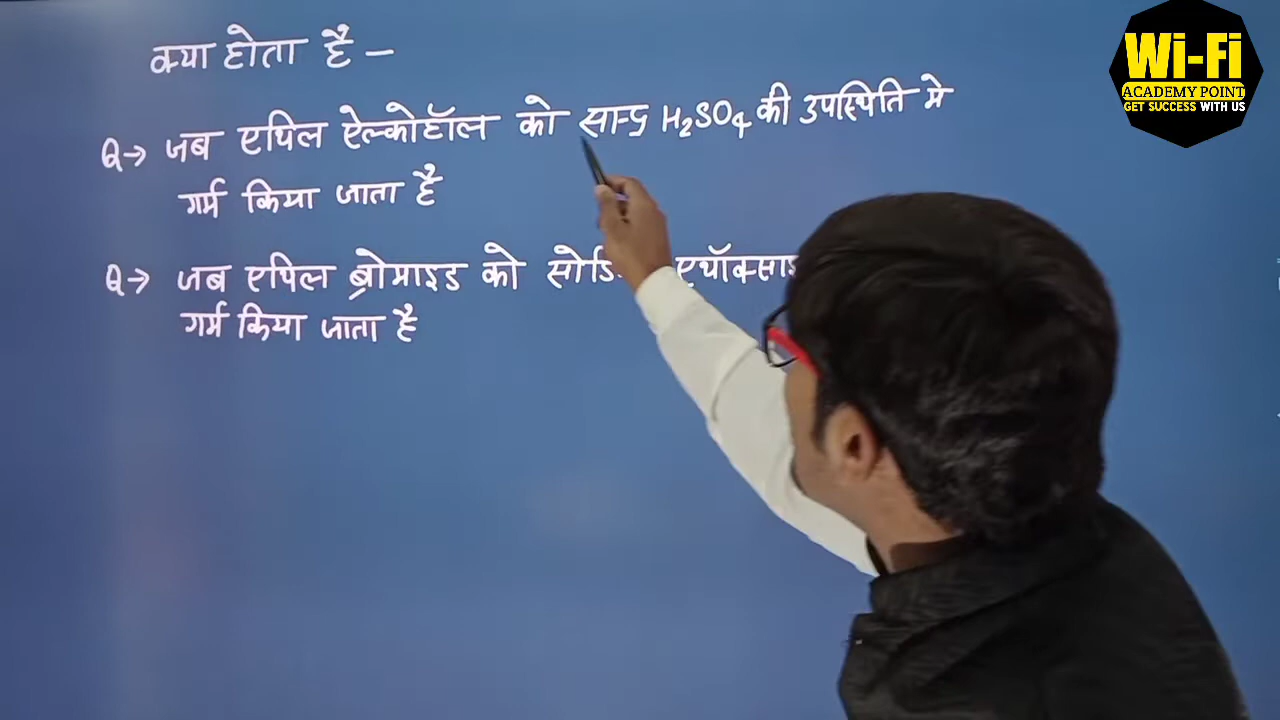 क्या होता है –
Q→ जब एथिल ऐल्कोहॉल को सान्द्र H₂SO₄ की उपस्थिति मे
गर्म किया जाता है
Q→ जब एथिल ब्रोमाइड को
गर्म किया जाता है
Wi-Fi
ACADEMY POINT
GET SUCCESS WITH US